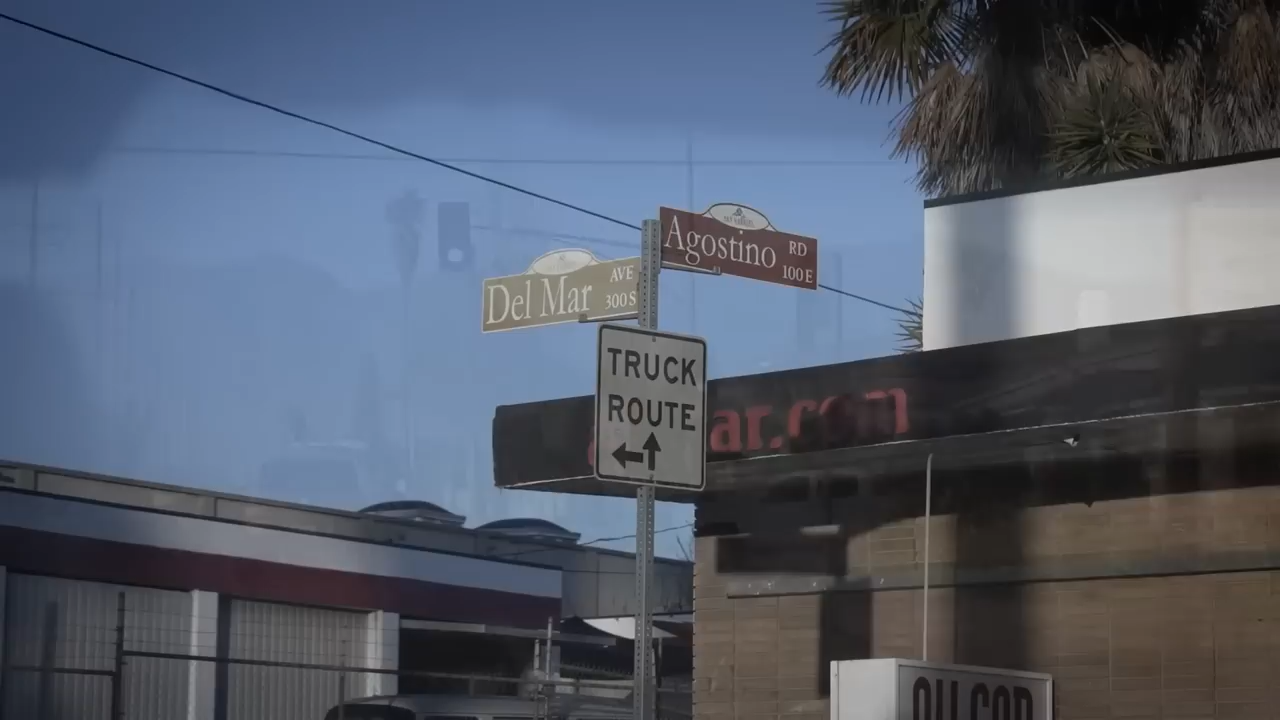 Agostino RD
100 E
Del Mar AVE
300 S
TRUCK
ROUTE
ar.com